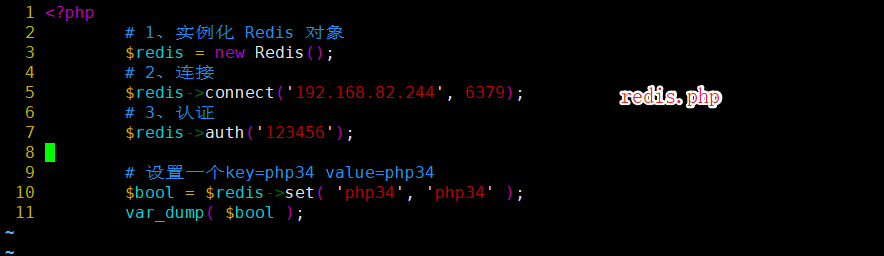 1 <?php
2 # 1、实例化 Redis 对象
3 $redis = new Redis();
4 # 2、连接
5 $redis->connect('192.168.82.244', 6379);
6 # 3、认证
7 $redis->auth('123456');
8
9 # 设置一个key=php34 value=php34
10 $bool = $redis->set( 'php34', 'php34' );
11 var_dump( $bool );
~
~
redis.php